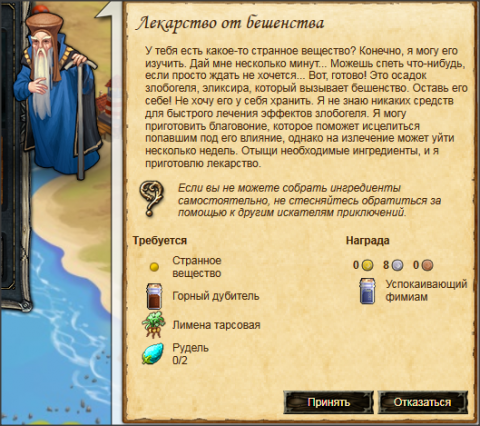 Лекарство от бешенства
У тебя есть какое-то странное вещество? Конечно, я могу его
изучить. Дай мне несколько минут... Можешь спеть что-нибудь,
если просто ждать не хочется... Вот, готово! Это осадок
злобогеля, эликсира, который вызывает бешенство. Оставь его
себе! Не хочу его у себя хранить. Я не знаю никаких средств
для быстрого лечения эффектов злобогеля. Я могу
приготовить благовоние, которое поможет исцелиться
попавшим под его влияние, однако на излечение может уйти
несколько недель. Отыщи необходимые ингредиенты, и я
приготовлю лекарство.
Если вы не можете собрать ингредиенты
самостоятельно, не стесняйтесь обратиться за
помощью к другим искателям приключений.
Требуется
Странное
вещество
Горный дубитель
Лимена тарсовая
Рудель
0/2
Награда
0 8 0
Успокаивающий
фимиам
Принять
Отказаться